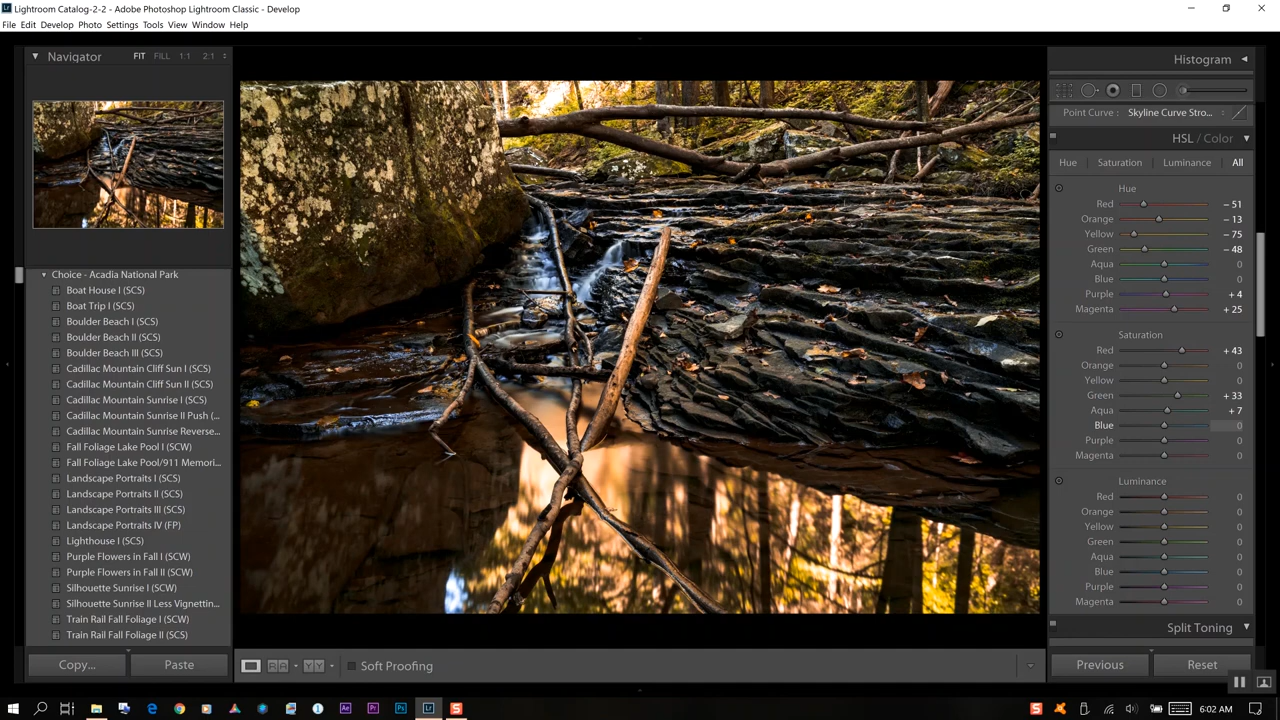 Lightroom Catalog-2-2 - Adobe Photoshop Lightroom Classic - Develop
File Edit Develop Photo Settings Tools View Window Help
Navigator FIT FILL 1:1 2:1
Choice - Acadia National Park
Boat House I (SCS)
Boat Trip I (SCS)
Boulder Beach I (SCS)
Boulder Beach II (SCS)
Boulder Beach III (SCS)
Cadillac Mountain Cliff Sun I (SCS)
Cadillac Mountain Cliff Sun II (SCS)
Cadillac Mountain Sunrise I (SCS)
Cadillac Mountain Sunrise II Push (...
Cadillac Mountain Sunrise Reverse...
Fall Foliage Lake Pool I (SCW)
Fall Foliage Lake Pool/911 Memori...
Landscape Portraits I (SCS)
Landscape Portraits II (SCS)
Landscape Portraits III (SCS)
Landscape Portraits IV (FP)
Lighthouse I (SCS)
Purple Flowers in Fall I (SCW)
Purple Flowers in Fall II (SCW)
Silhouette Sunrise I (SCW)
Silhouette Sunrise II Less Vignettin...
Train Rail Fall Foliage I (SCW)
Train Rail Fall Foliage II (SCS)
Copy... Paste
Soft Proofing
Histogram
Point Curve : Skyline Curve Stro...
HSL / Color
Hue Saturation Luminance All
Hue
Red - 51
Orange - 13
Yellow - 75
Green - 48
Aqua 0
Blue 0
Purple + 4
Magenta + 25
Saturation
Red + 43
Orange 0
Yellow 0
Green + 33
Aqua + 7
Blue 0
Purple 0
Magenta 0
Luminance
Red 0
Orange 0
Yellow 0
Green 0
Aqua 0
Blue 0
Purple 0
Magenta 0
Split Toning
Previous Reset
Ae Pr Ps Lr S
6:02 AM